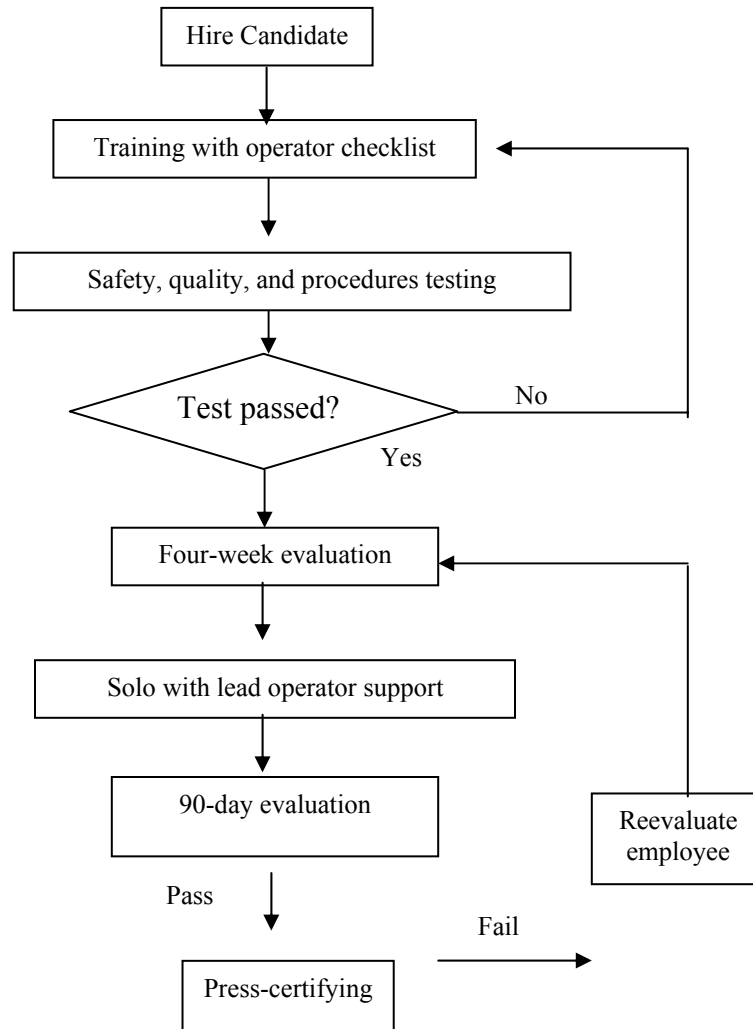 Hire Candidate
Training with operator checklist
Safety, quality, and procedures testing
Test passed?
No
Yes
Four-week evaluation
Solo with lead operator support
90-day evaluation
Reevaluate
employee
Pass
Fail
Press-certifying